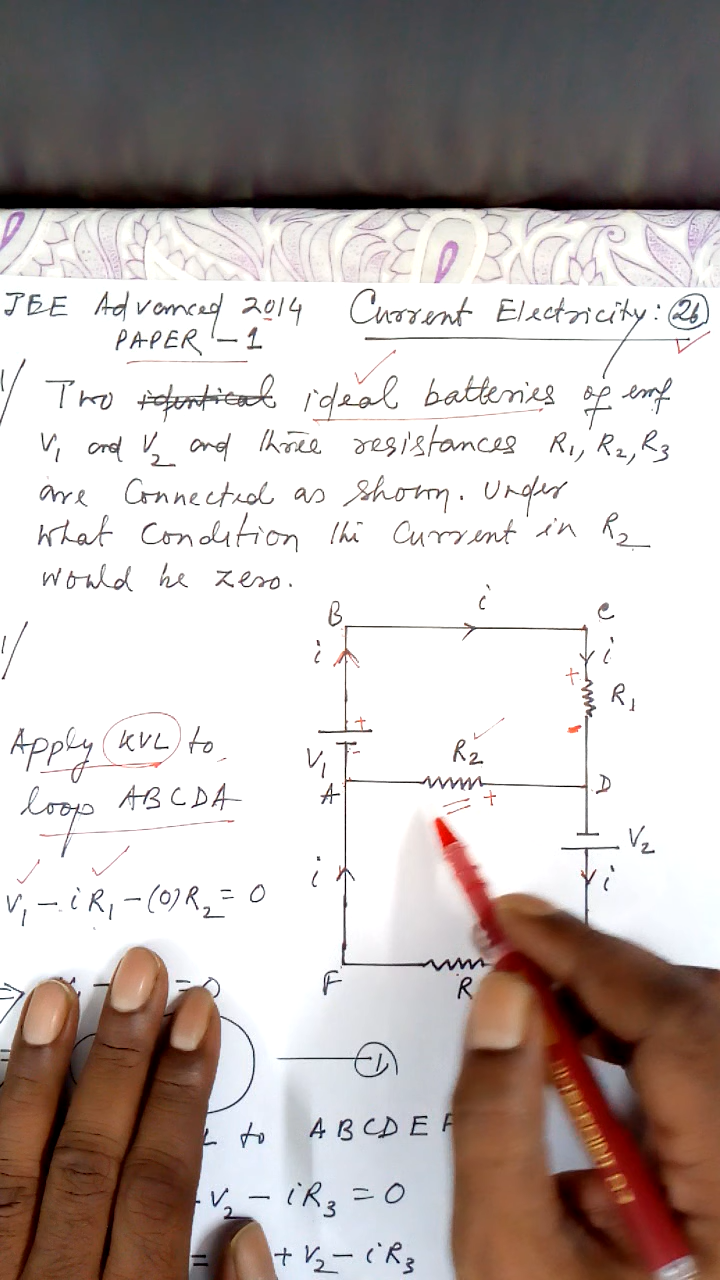 JEE Advanced 2014 Current Electricity: 26
PAPER - 1
Two identical ideal batteries of emf
V1 and V2 and three resistances R1, R2, R3
are Connected as shown. Under
what Condition the Current in R2
would be zero.
B i C
i i
+ + R1
-
Apply KVL to
V1 - R2
A D
loop ABCDA
= +
V2
i i
V1 - iR1 - (0)R2 = 0
F R
= 0
1
to ABCDEF
V2 - iR3 = 0
= + V2 - iR3